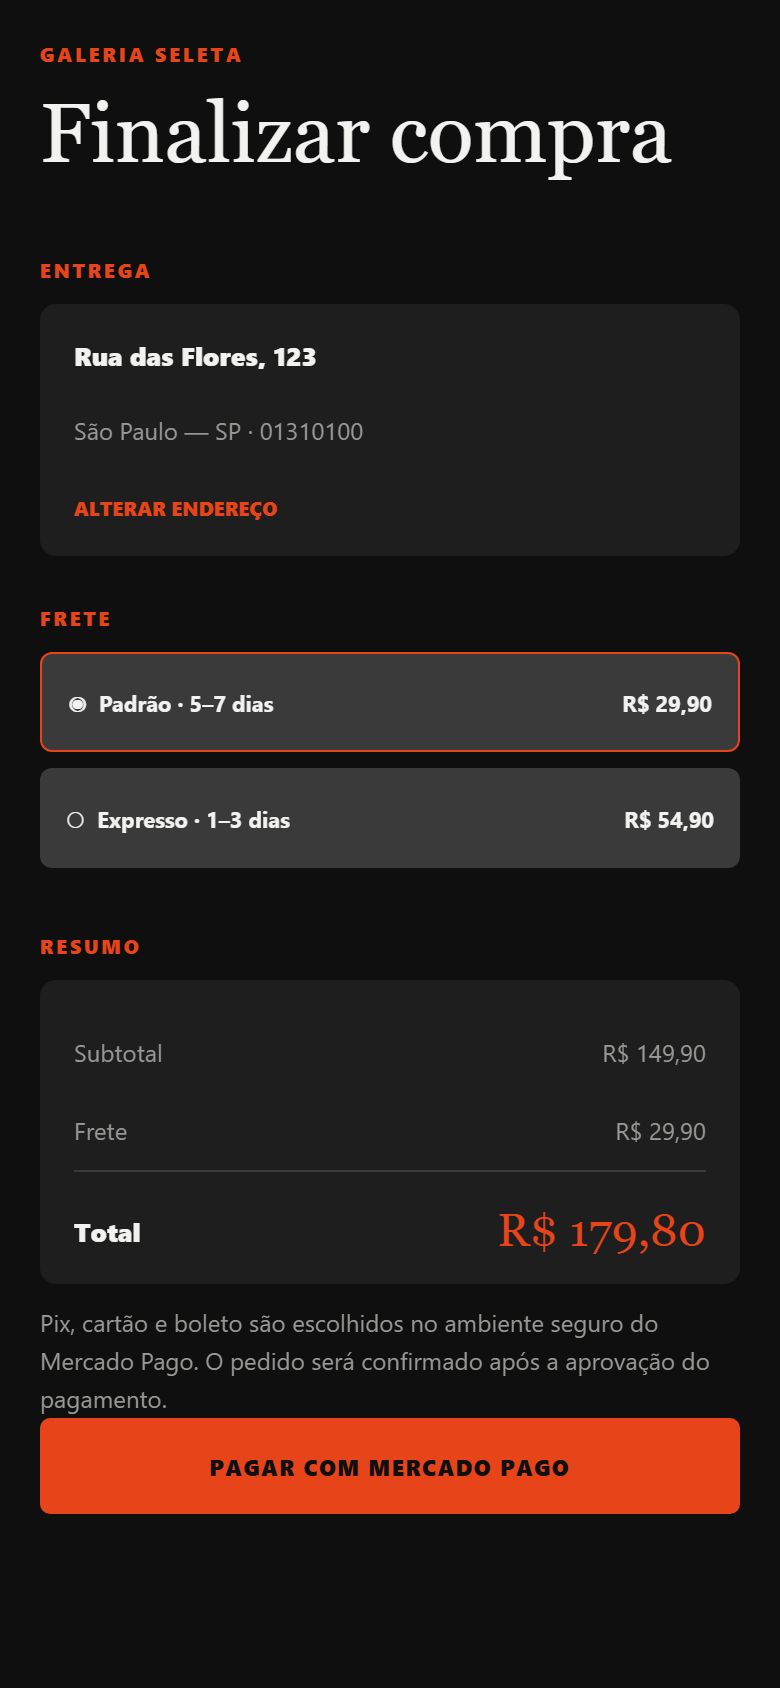 GALERIA SELETA
Finalizar compra
ENTREGA
Rua das Flores, 123
São Paulo — SP · 01310100
ALTERAR ENDEREÇO
FRETE
◉ Padrão · 5–7 dias R$ 29,90
○ Expresso · 1–3 dias R$ 54,90
RESUMO
Subtotal R$ 149,90
Frete R$ 29,90
Total R$ 179,80
Pix, cartão e boleto são escolhidos no ambiente seguro do
Mercado Pago. O pedido será confirmado após a aprovação do
pagamento.
PAGAR COM MERCADO PAGO